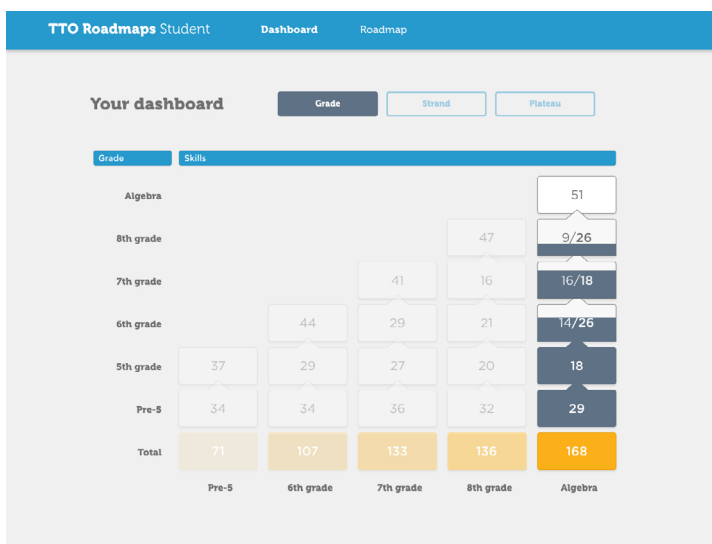 TTO Roadmaps Student Dashboard Roadmap
Your dashboard Grade Strand Plateau
Grade Skills
Algebra 51
8th grade 47 9/26
7th grade 41 16 16/18
6th grade 44 29 21 14/26
5th grade 37 29 27 20 18
Pre-5 34 34 36 32 29
Total 71 107 133 136 168
Pre-5 6th grade 7th grade 8th grade Algebra